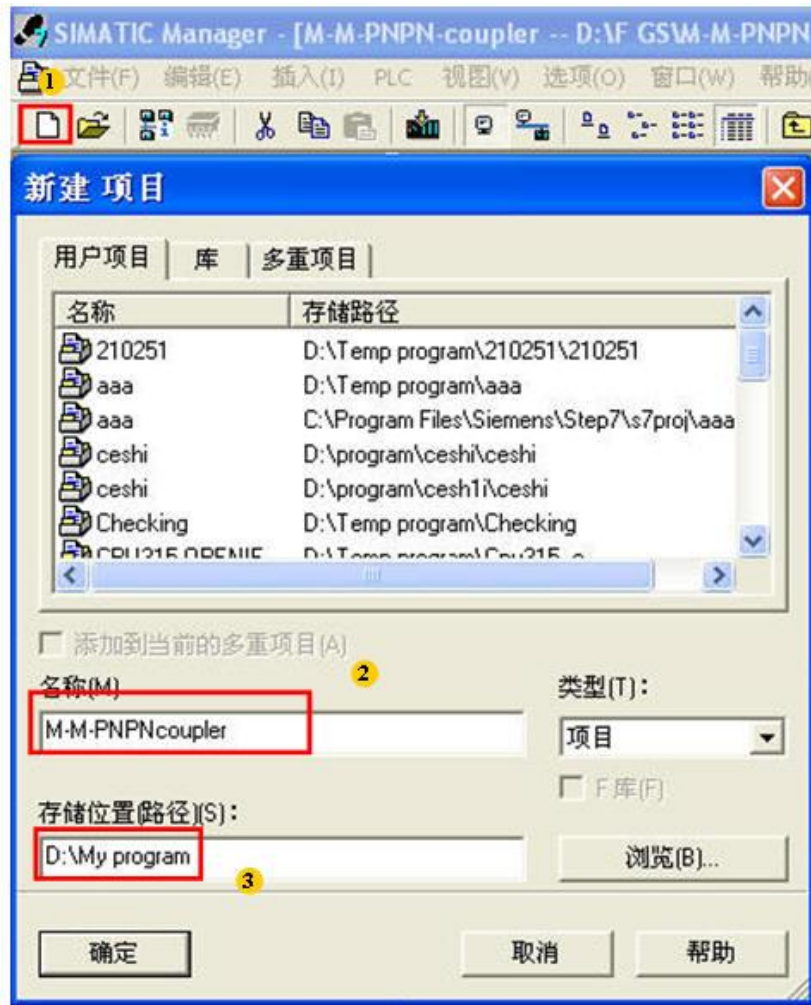 SIMATIC Manager - [M-M-PNPN-coupler -- D:\F GS\M-M-PNPN
1 文件(F) 编辑(E) 插入(I) PLC 视图(V) 选项(O) 窗口(W) 帮助
新建 项目
用户项目 库 多重项目
名称 存储路径
210251 D:\Temp program\210251\210251
aaa D:\Temp program\aaa
aaa C:\Program Files\Siemens\Step7\s7proj\aaa
ceshi D:\program\ceshi\ceshi
ceshi D:\program\cesh1i\ceshi
Checking D:\Temp program\Checking
添加到当前的多重项目(A)
2
名称(M) 类型(T):
M-M-PNPNcoupler 项目
F 库(F)
存储位置(路径)(S):
D:\My program 浏览(B)...
3
确定 取消 帮助